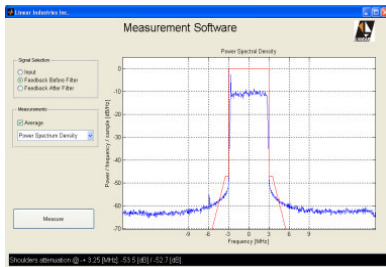 Linear Industries Inc.
Measurement Software
Signal Selection
Input
Feedback Before Filter
Feedback After Filter
Measurements
Average
Power Spectrum Density
Measure
Power Spectral Density
Power / frequency / sample [dB/Hz]
0
-10
-20
-30
-40
-50
-60
-70
-9 -6 -3 0 3 6 9
Frequency [MHz]
Shoulders attenuation @ -+ 3.25 [MHz]: -53.5 [dB] / -52.7 [dB]